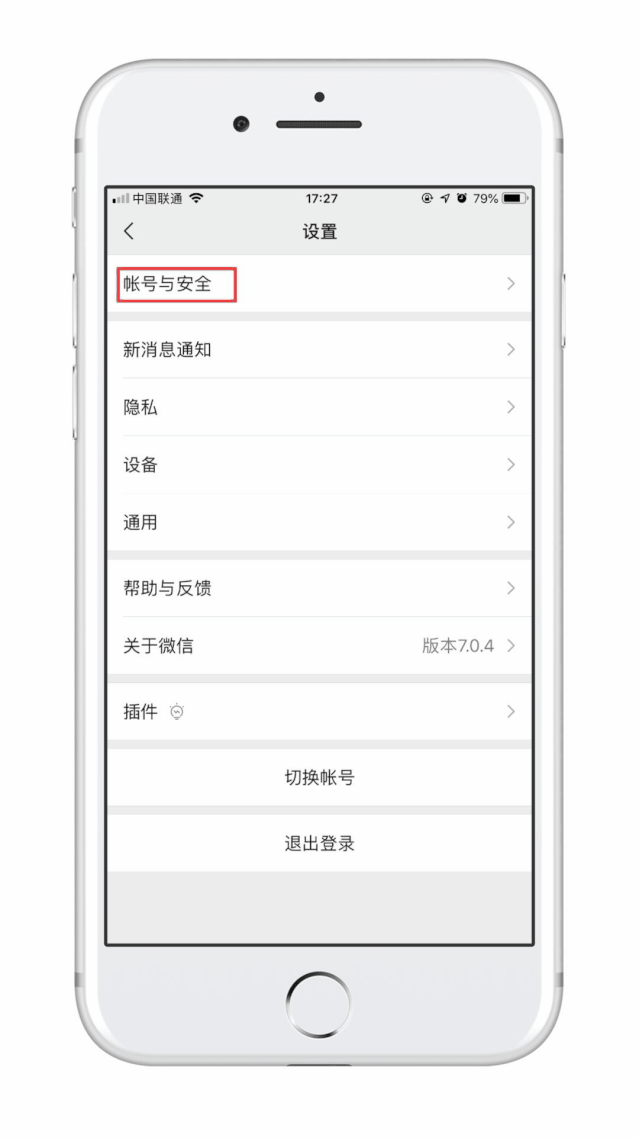 中国联通 17:27 79%
设置
帐号与安全
新消息通知
隐私
设备
通用
帮助与反馈
关于微信 版本7.0.4
插件
切换帐号
退出登录